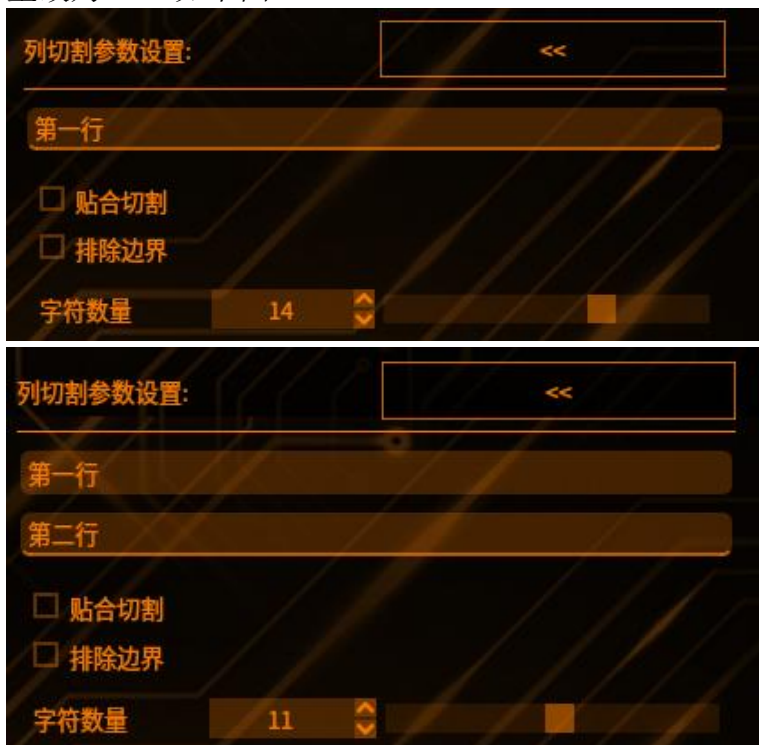 列切割参数设置: <<
第一行
贴合切割
排除边界
字符数量 14
列切割参数设置: <<
第一行
第二行
贴合切割
排除边界
字符数量 11